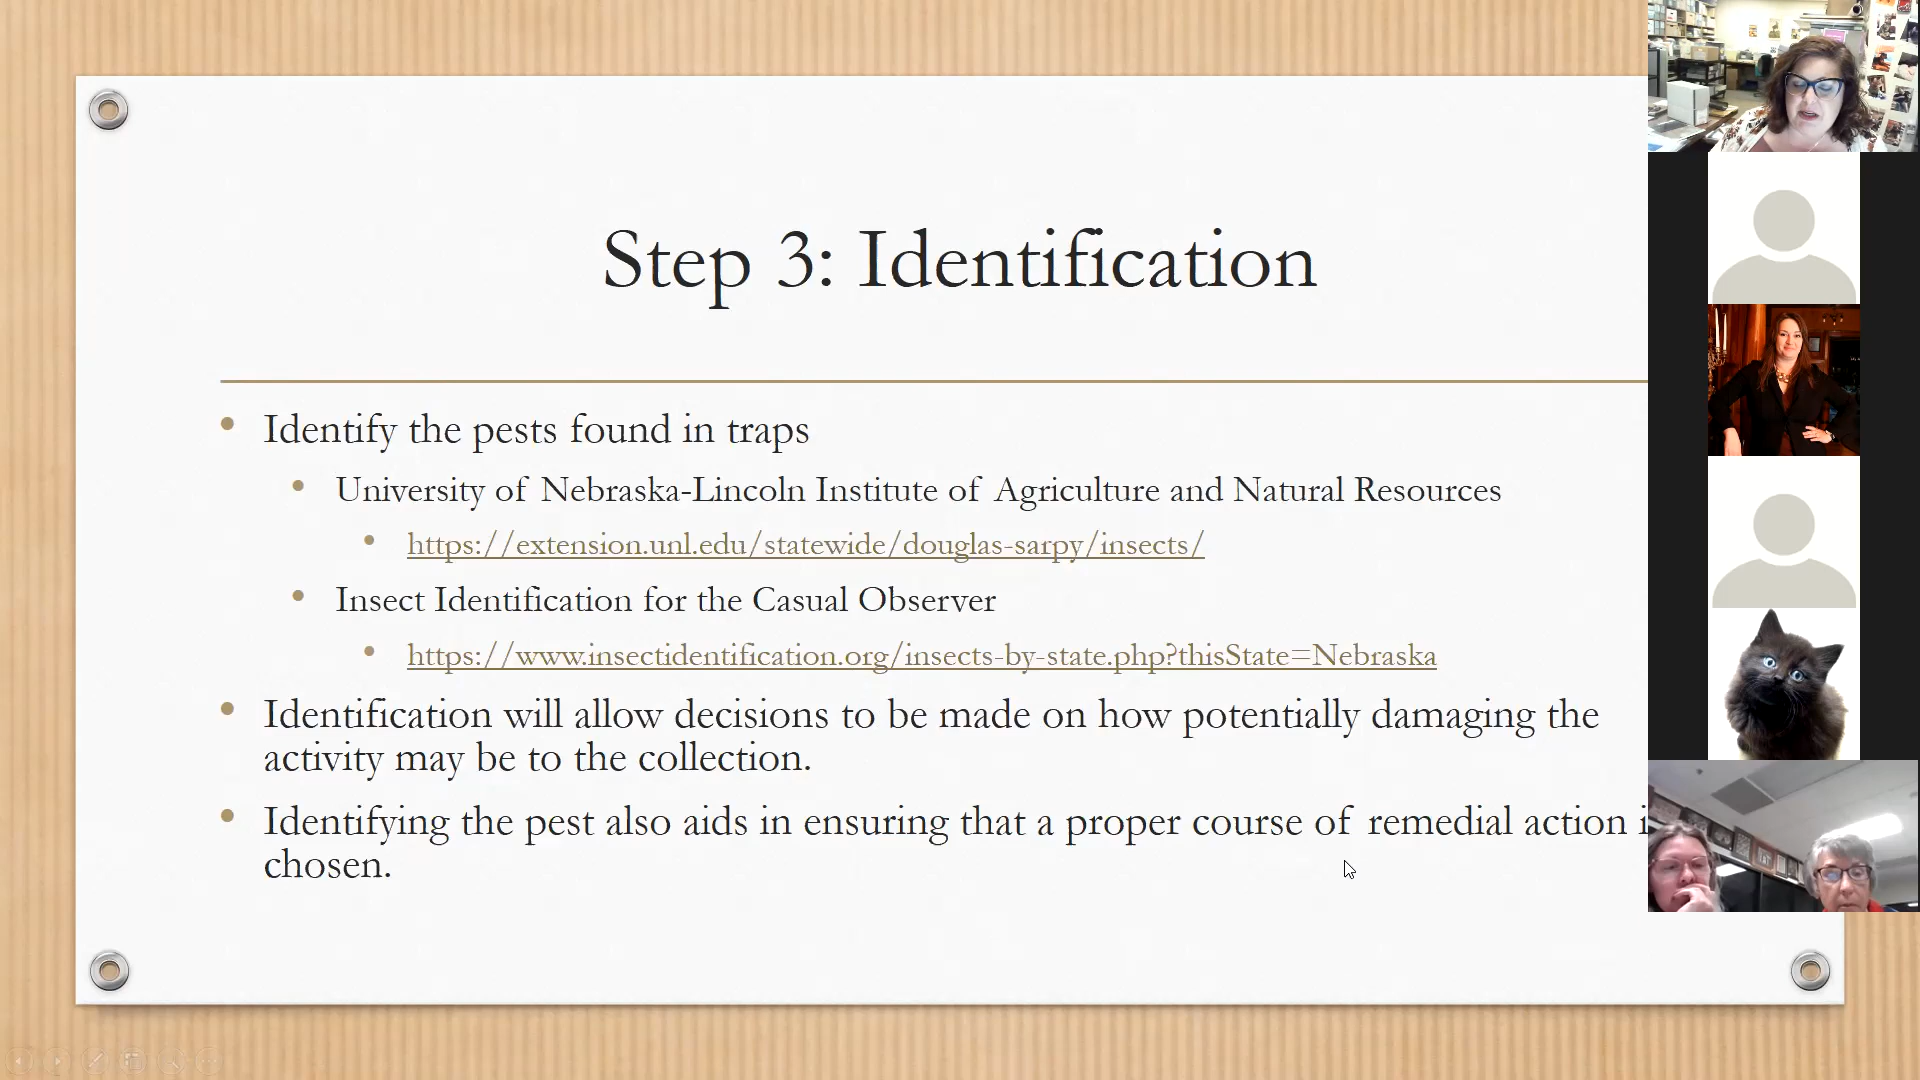 Step 3: Identification
Identify the pests found in traps
University of Nebraska-Lincoln Institute of Agriculture and Natural Resources
https://extension.unl.edu/statewide/douglas-sarpy/insects/
Insect Identification for the Casual Observer
https://www.insectidentification.org/insects-by-state.php?thisState=Nebraska
Identification will allow decisions to be made on how potentially damaging the
activity may be to the collection.
Identifying the pest also aids in ensuring that a proper course of remedial action
chosen.